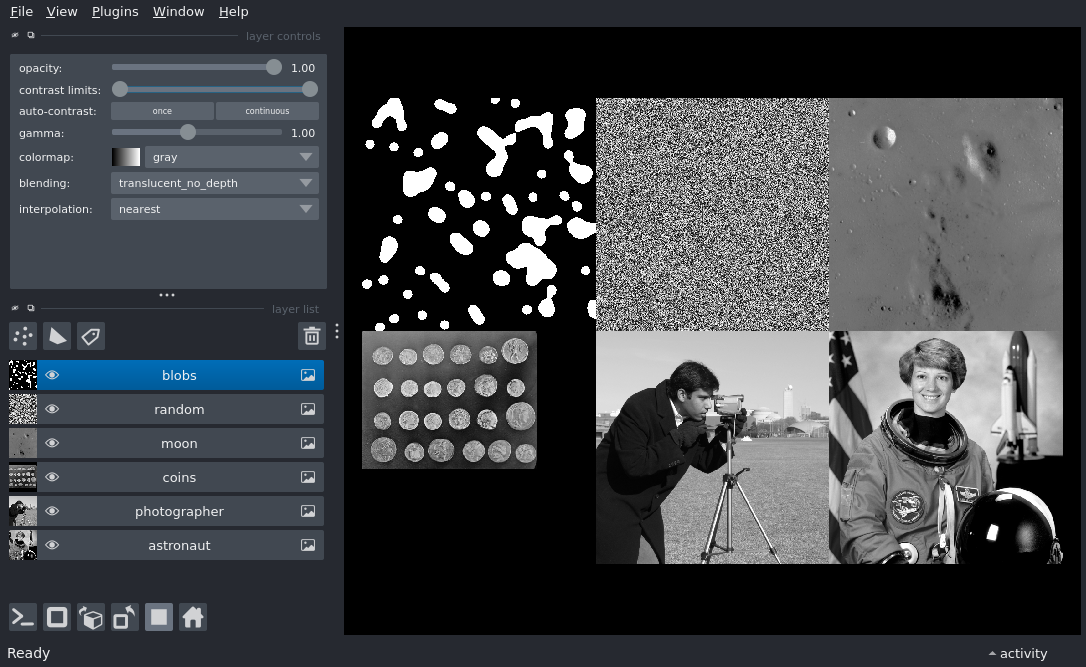 File View Plugins Window Help
layer controls
opacity: 1.00
contrast limits:
auto-contrast: once continuous
gamma: 1.00
colormap: gray
blending: translucent_no_depth
interpolation: nearest
layer list
blobs
random
moon
coins
photographer
astronaut
Ready
activity